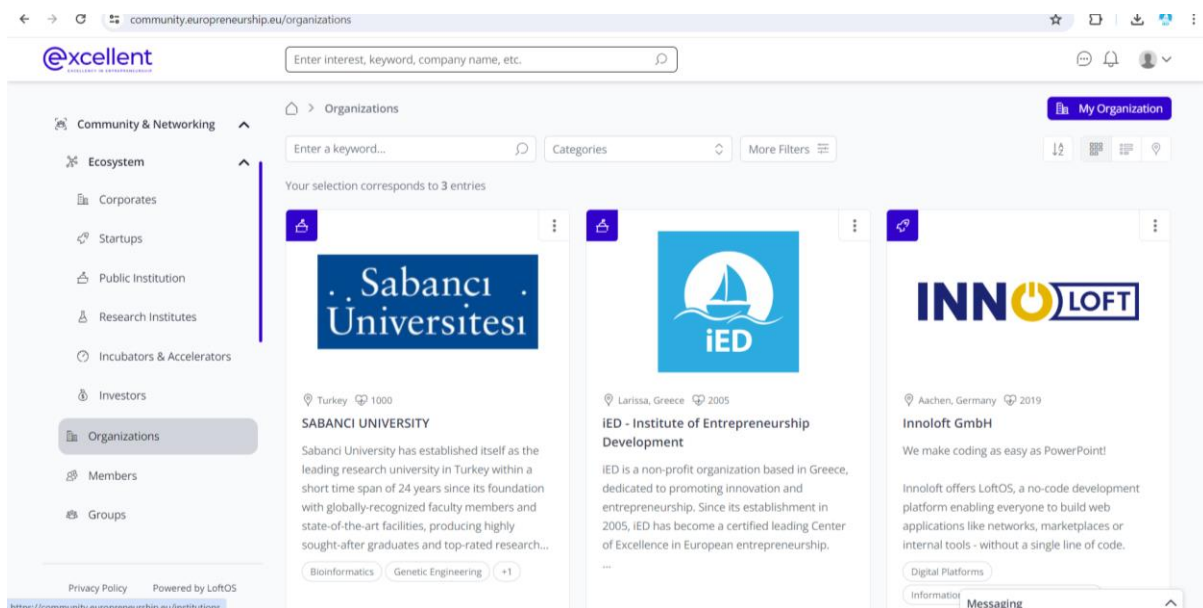 community.europreneurship.eu/organizations
excellent
EXCELLENCY IN ENTREPRENEURSHIP
Enter interest, keyword, company name, etc.
Community & Networking
Ecosystem
Corporates
Startups
Public Institution
Research Institutes
Incubators & Accelerators
Investors
Organizations
Members
Groups
Privacy Policy Powered by LoftOS
https://community.europreneurship.eu/institutions
Organizations
My Organization
Enter a keyword...
Categories
More Filters
Your selection corresponds to 3 entries
. Sabancı .
Üniversitesi
Turkey 1000
SABANCI UNIVERSITY
Sabanci University has established itself as the
leading research university in Turkey within a
short time span of 24 years since its foundation
with globally-recognized faculty members and
state-of-the-art facilities, producing highly
sought-after graduates and top-rated research...
Bioinformatics Genetic Engineering +1
iED
Larissa, Greece 2005
iED - Institute of Entrepreneurship
Development
iED is a non-profit organization based in Greece,
dedicated to promoting innovation and
entrepreneurship. Since its establishment in
2005, iED has become a certified leading Center
of Excellence in European entrepreneurship.
...
INNOLOFT
Aachen, Germany 2019
Innoloft GmbH
We make coding as easy as PowerPoint!
Innoloft offers LoftOS, a no-code development
platform enabling everyone to build web
applications like networks, marketplaces or
internal tools - without a single line of code.
Digital Platforms
Messaging